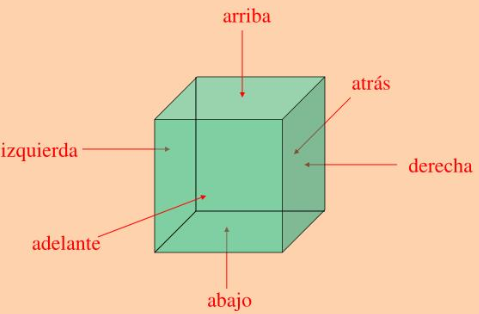 arriba
atrás
izquierda
derecha
adelante
abajo